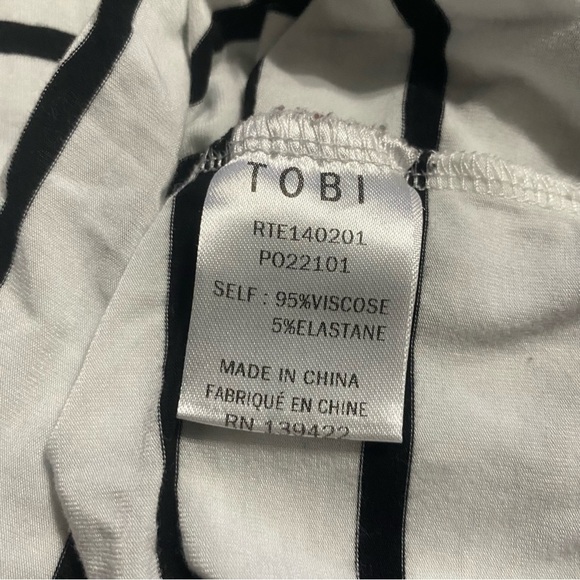 TOBI
RTE140201
PO22101
SELF : 95%VISCOSE
5%ELASTANE
MADE IN CHINA
FABRIQUÉ EN CHINE
RN 139422